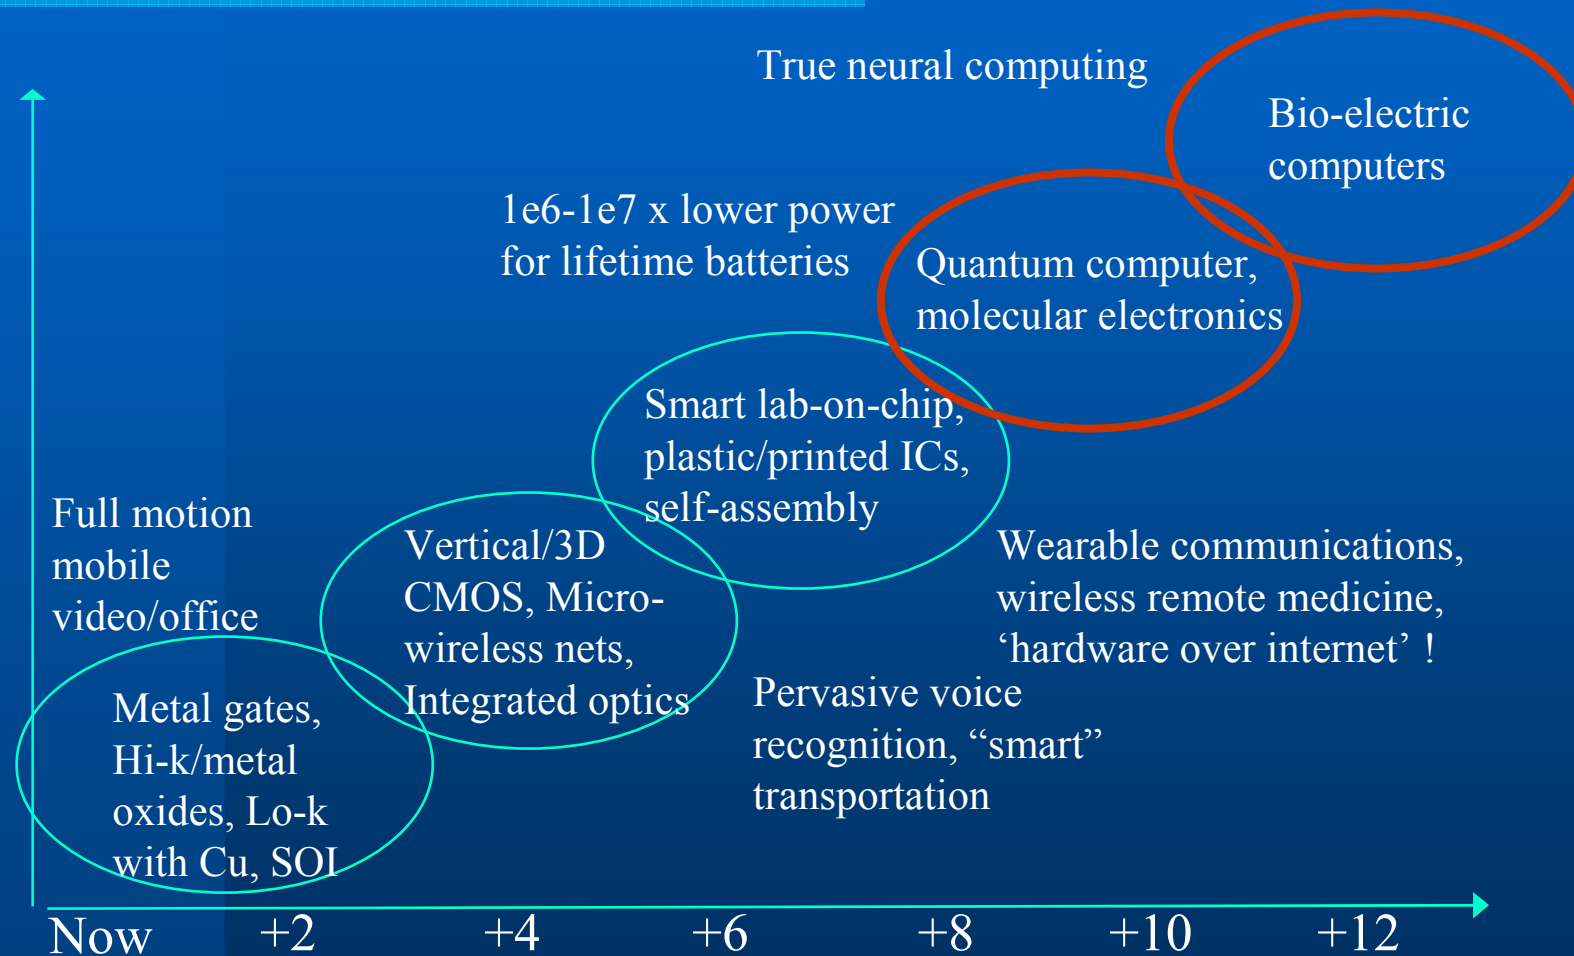 True neural computing
Bio-electric
computers
1e6-1e7 x lower power
for lifetime batteries
Quantum computer,
molecular electronics
Smart lab-on-chip,
plastic/printed ICs,
self-assembly
Full motion
mobile
video/office
Vertical/3D
CMOS, Micro-
wireless nets,
Integrated optics
Wearable communications,
wireless remote medicine,
‘hardware over internet’ !
Metal gates,
Hi-k/metal
oxides, Lo-k
with Cu, SOI
Pervasive voice
recognition, “smart”
transportation
Now +2 +4 +6 +8 +10 +12